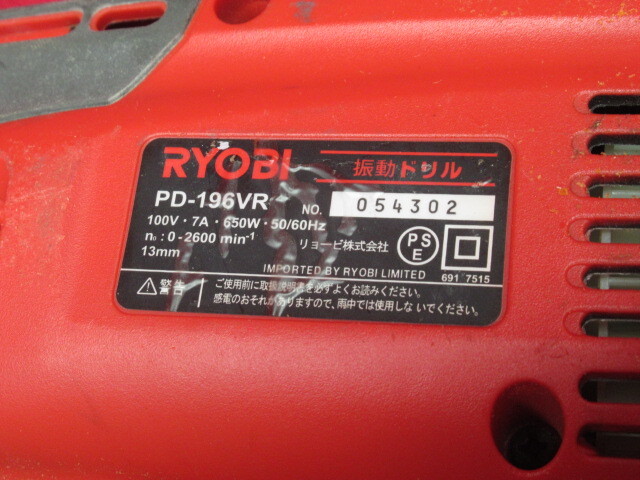 RYOBI 振動ドリル
PD-196VR NO. 054302
100V・7A・650W・50/60Hz
n₀ : 0-2600 min⁻¹ リョービ株式会社
13mm
PSE
IMPORTED BY RYOBI LIMITED 691 7515
⚠警告 ご使用前に取扱説明書を必ずよくお読みください。
感電のおそれがありますので、雨中では使用しないでください。